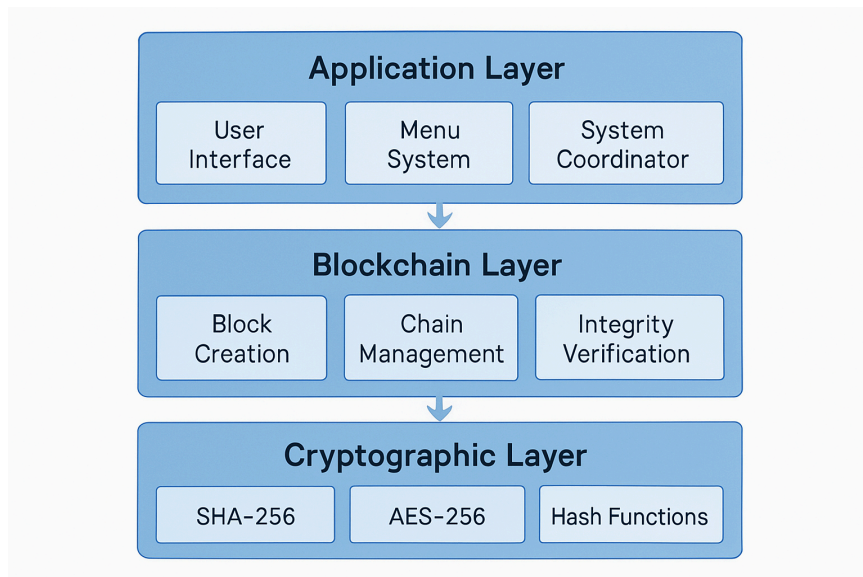 Application Layer
User
Interface
Menu
System
System
Coordinator
Blockchain Layer
Block
Creation
Chain
Management
Integrity
Verification
Cryptographic Layer
SHA-256
AES-256
Hash Functions